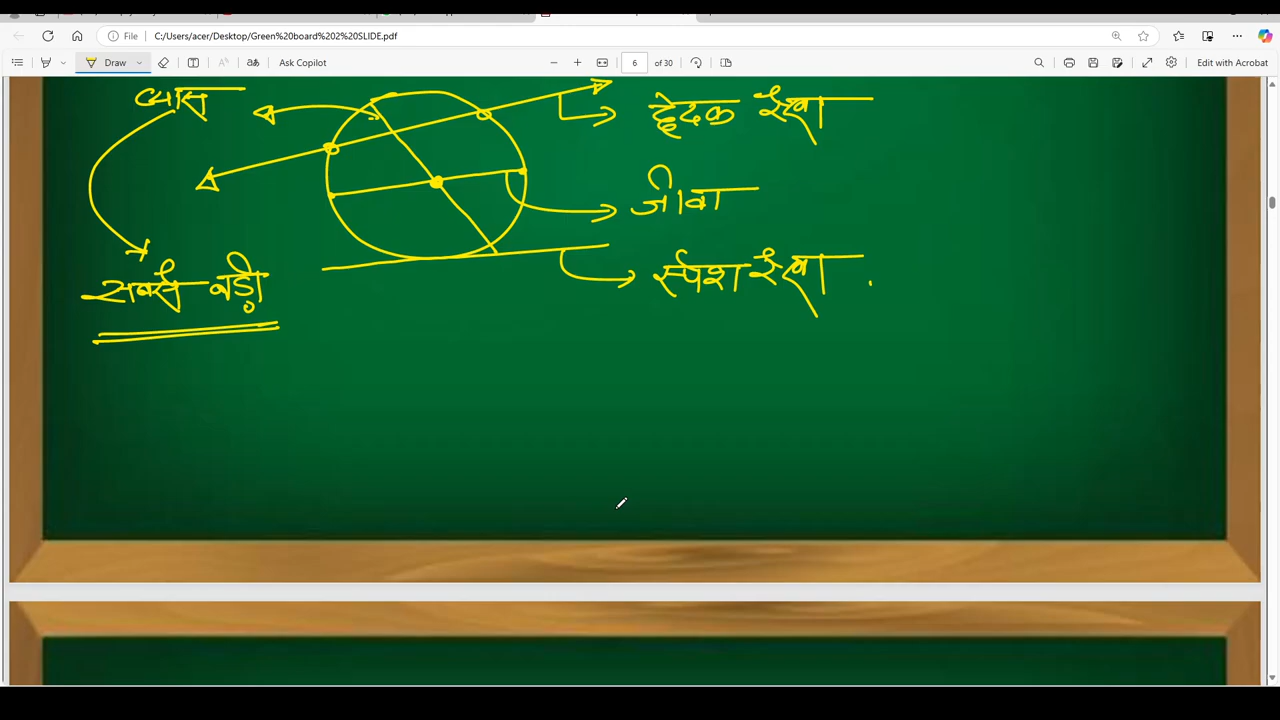 File C:/Users/acer/Desktop/Green%20board%202%20SLIDE.pdf
Draw Ask Copilot 6 of 30 Edit with Acrobat
व्यास
छेदक रेखा
जीवा
र्स्पश रेखा
सबसे बड़ी